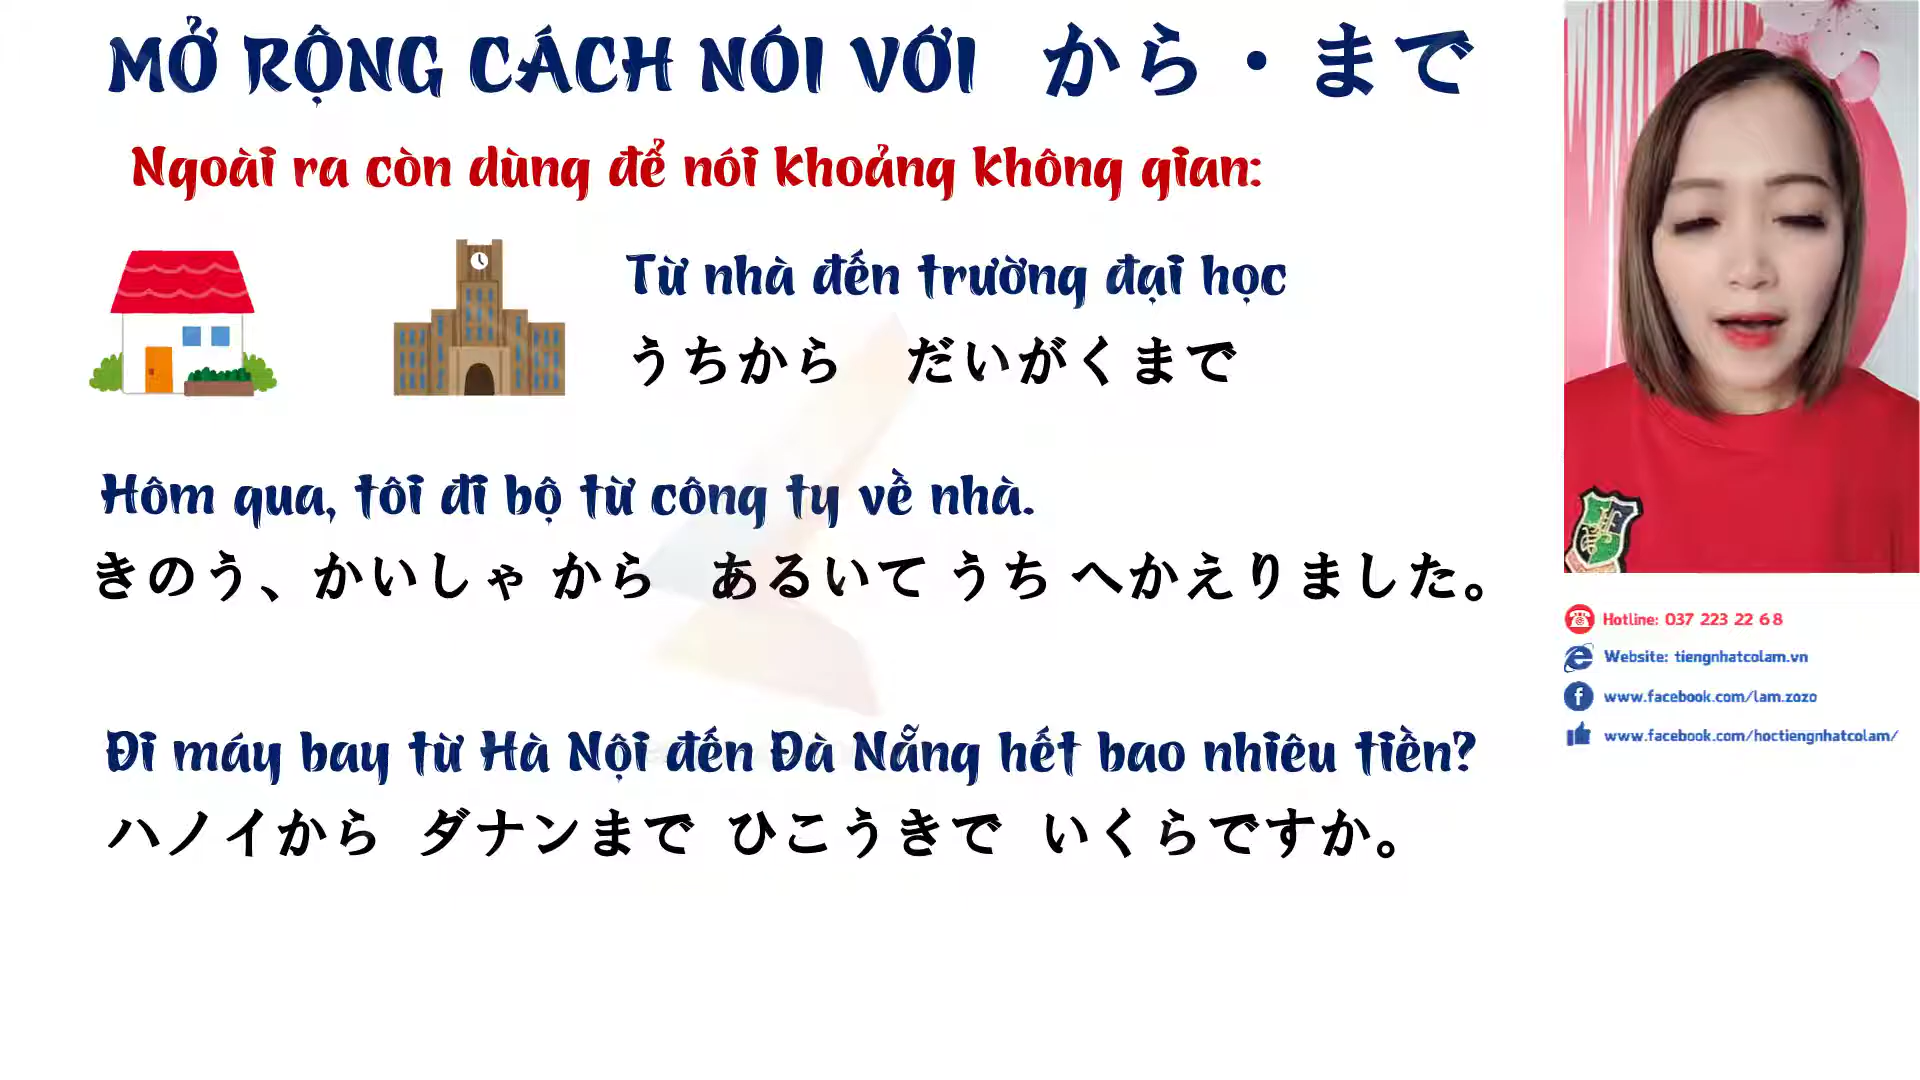 MỞ RỘNG CÁCH NÓI VỚI から・まで
Ngoài ra còn dùng để nói khoảng không gian:
Từ nhà đến trường đại học
うちから だいがくまで
Hôm qua, tôi đi bộ từ công ty về nhà.
きのう、かいしゃ から あるいて うち へかえりました。
Đi máy bay từ Hà Nội đến Đà Nẵng hết bao nhiêu tiền?
ハノイから ダナンまで ひこうきで いくらですか。
Hotline: 037 223 22 68
Website: tiengnhatcolam.vn
www.facebook.com/lam.zozo
www.facebook.com/hoctiengnhatcolam/